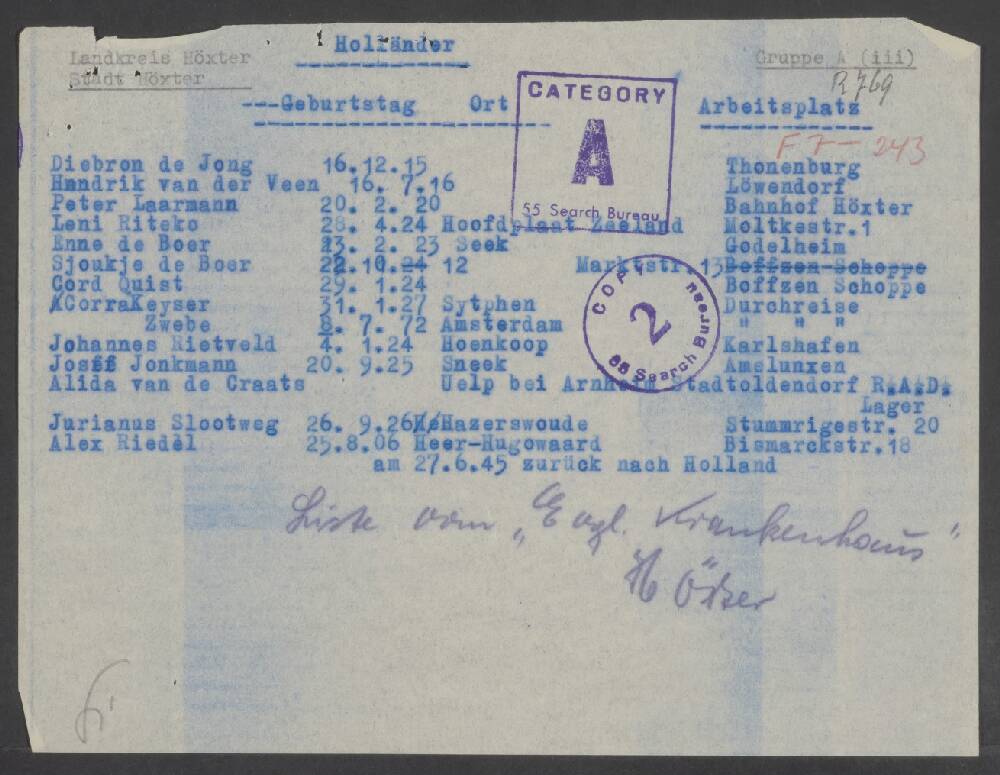 Holländer
Landkreis Höxter
Stadt Höxter
Gruppe A (iii)
R 769
---Geburtstag Ort Arbeitsplatz
CATEGORY
A
55 Search Bureau
F 7 - 243
Diebron de Jong 16.12.15 Thonenburg
Hendrik van der Veen 16. 7.16 Löwendorf
Peter Laarmann 20. 2. 20 Bahnhof Höxter
Leni Riteko 28. 4.24 Hoofdplaat Zeeland Moltkestr.1
Enne de Boer 23. 2. 23 Seek Godelheim
Sjoukje de Boer 22.10.24 12 Marktstr.13 Boffzen Schoppe
Cord Quist 29. 1.24 Boffzen Schoppe
CorraKeyser 31. 1.27 Sytphen Durchreise
Zwebe 8. 7. 72 Amsterdam " " "
Johannes Rietveld 4. 1.24 Hoenkoop Karlshafen
Josef Jonkmann 20. 9.25 Sneek Amelunxen
Alida van de Craats Uelp bei Arnheim Stadtoldendorf R.A.D.
Lager
Jurianus Slootweg 26. 9.26 Hazerswoude Stummrigestr. 20
Alex Riedel 25.8.06 Heer-Hugowaard Bismarckstr.18
am 27.6.45 zurück nach Holland
COPY
2
Search Bureau
Liste vom „Evgl. Krankenhaus"
Höxter